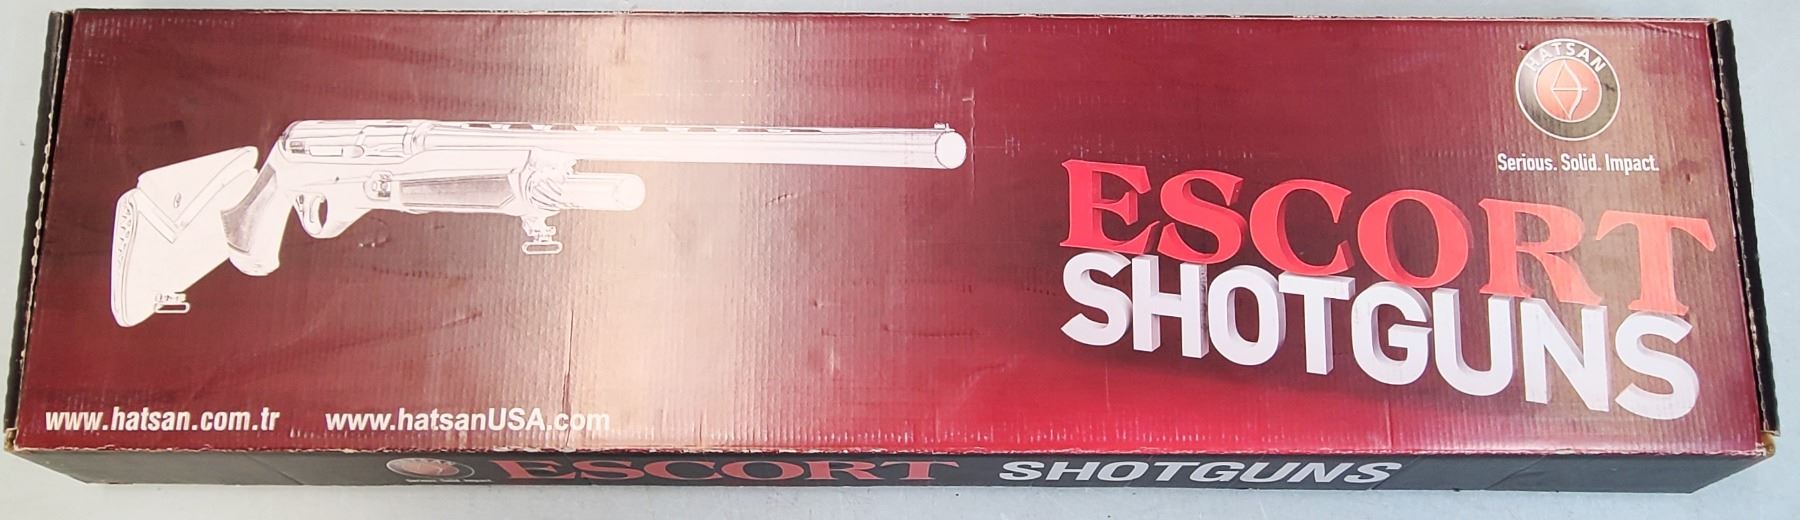 HATSAN
Serious. Solid. Impact.
ESCORT
SHOTGUNS
www.hatsan.com.tr www.hatsanUSA.com
ESCORT SHOTGUNS